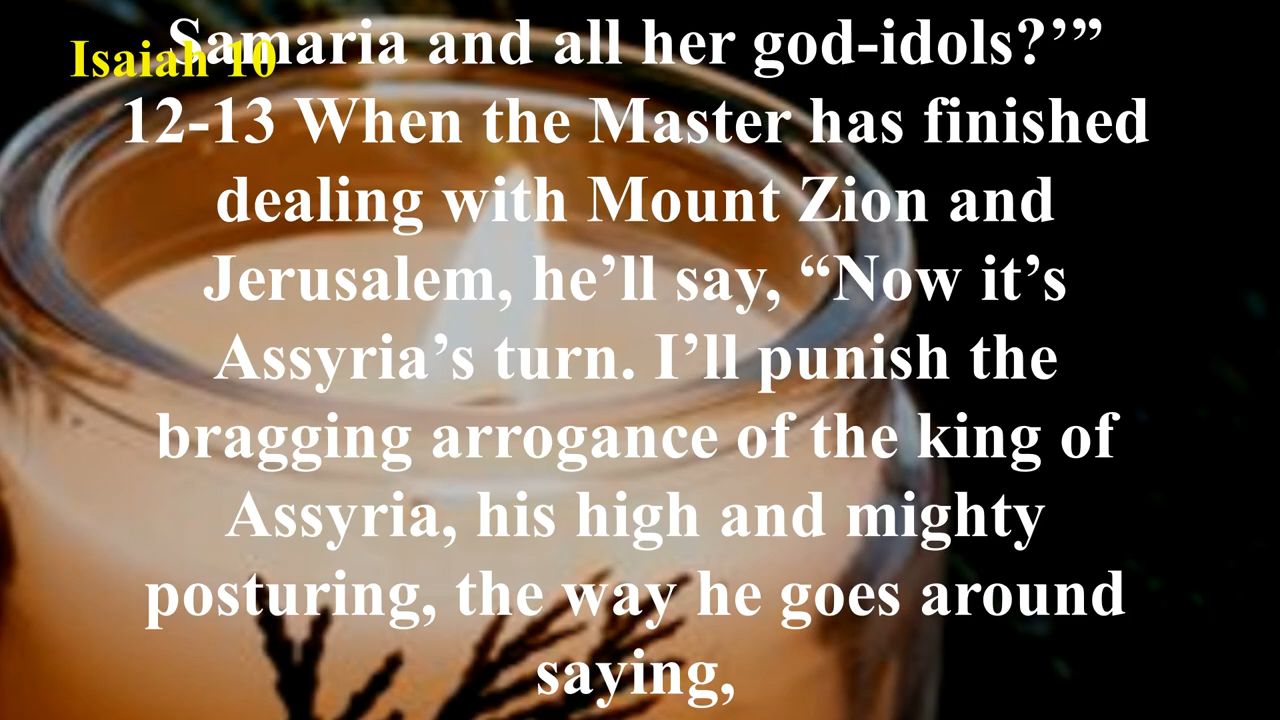 Isaiah 10
Samaria and all her god-idols?’”
12-13 When the Master has finished
dealing with Mount Zion and
Jerusalem, he’ll say, “Now it’s
Assyria’s turn. I’ll punish the
bragging arrogance of the king of
Assyria, his high and mighty
posturing, the way he goes around
saying,